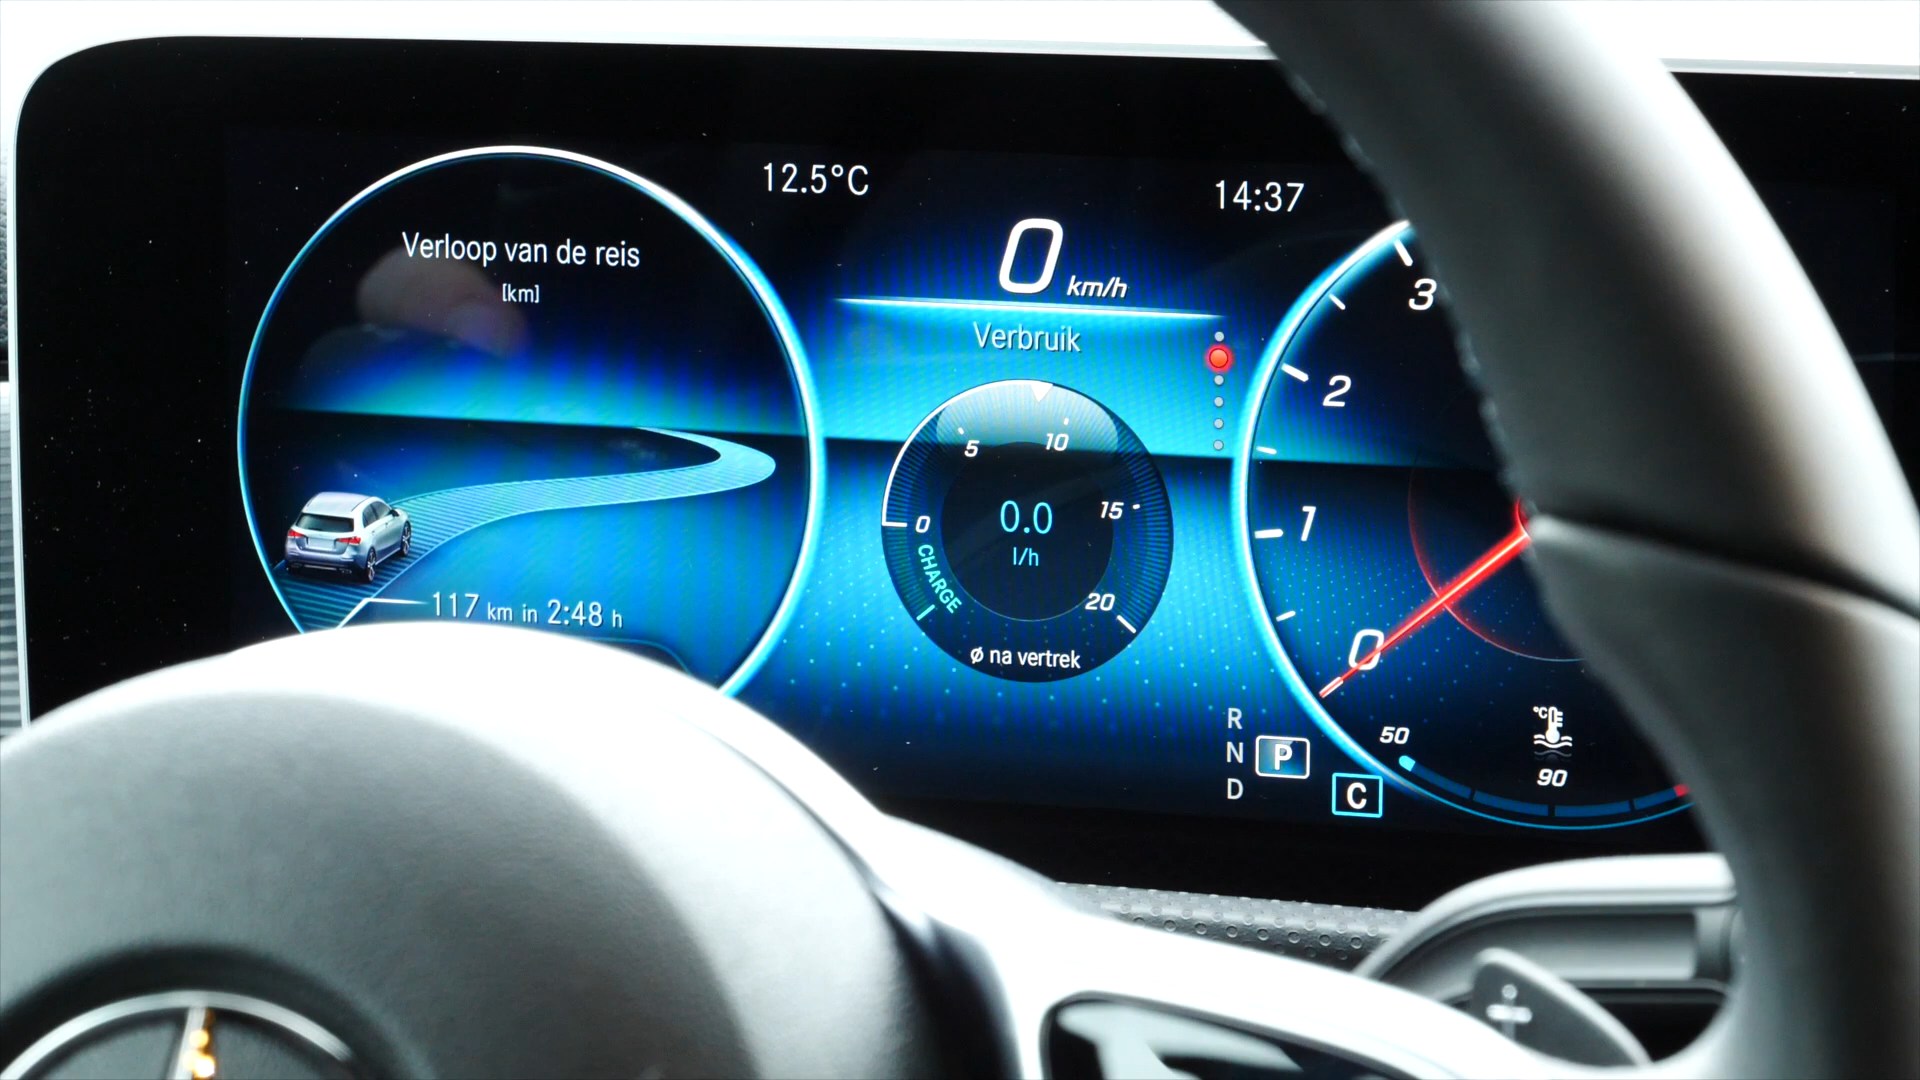 12.5°C
14:37
Verloop van de reis
[km]
117 km in 2:48 h
0 km/h
Verbruik
5
10
0
15
20
CHARGE
0.0
l/h
ø na vertrek
R
N
D
P
C
3
2
1
0
50
°C
90